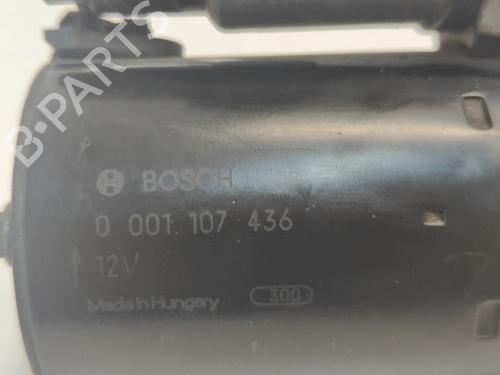 B-PARTS
BOSCH
0 001 107 436
12V
Made in Hungary 300